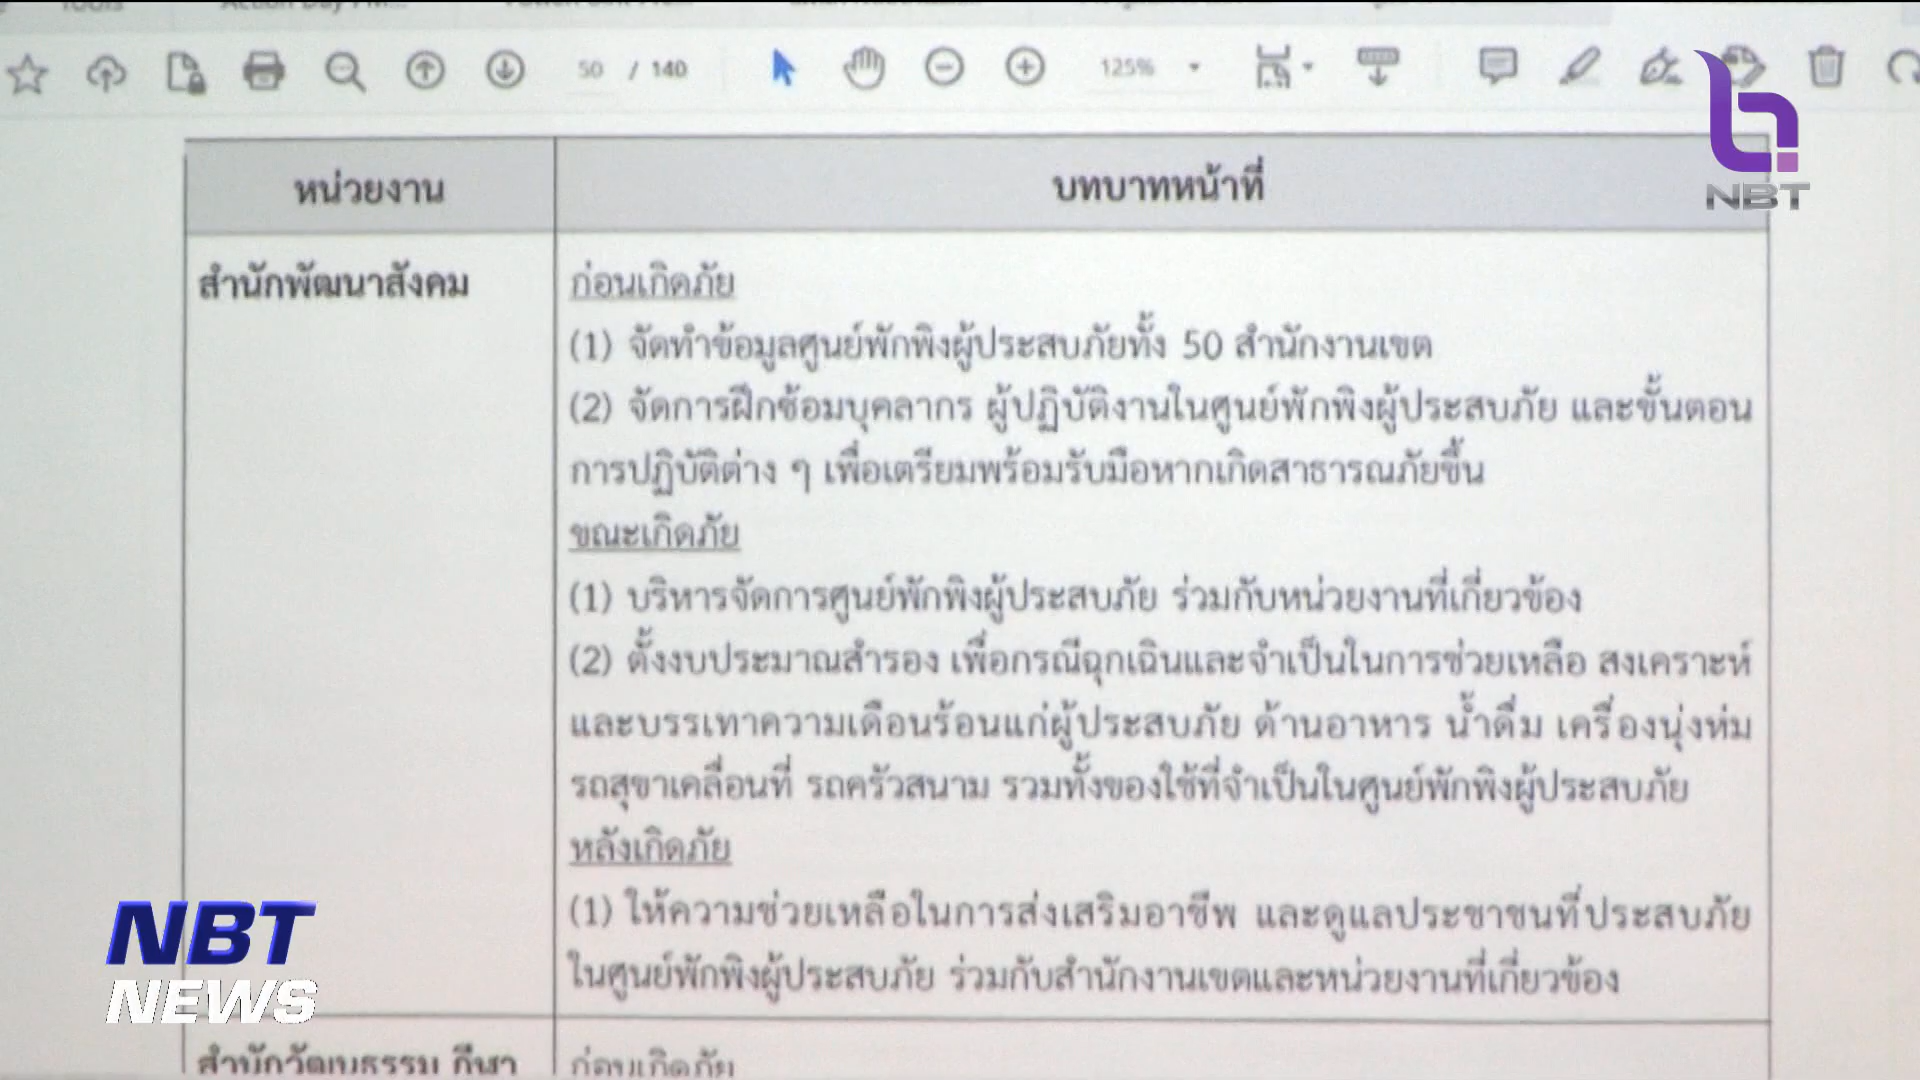 Tools
50 / 140
125%
NBT
หน่วยงาน
บทบาทหน้าที่
สำนักพัฒนาสังคม
ก่อนเกิดภัย
(1) จัดทำข้อมูลศูนย์พักพิงผู้ประสบภัยทั้ง 50 สำนักงานเขต
(2) จัดการฝึกซ้อมบุคลากร ผู้ปฏิบัติงานในศูนย์พักพิงผู้ประสบภัย และขั้นตอน
การปฏิบัติต่าง ๆ เพื่อเตรียมพร้อมรับมือหากเกิดสาธารณภัยขึ้น
ขณะเกิดภัย
(1) บริหารจัดการศูนย์พักพิงผู้ประสบภัย ร่วมกับหน่วยงานที่เกี่ยวข้อง
(2) ตั้งงบประมาณสำรอง เพื่อกรณีฉุกเฉินและจำเป็นในการช่วยเหลือ สงเคราะห์
และบรรเทาความเดือนร้อนแก่ผู้ประสบภัย ด้านอาหาร น้ำดื่ม เครื่องนุ่งห่ม
รถสุขาเคลื่อนที่ รถครัวสนาม รวมทั้งของใช้ที่จำเป็นในศูนย์พักพิงผู้ประสบภัย
หลังเกิดภัย
(1) ให้ความช่วยเหลือในการส่งเสริมอาชีพ และดูแลประชาชนที่ประสบภัย
ในศูนย์พักพิงผู้ประสบภัย ร่วมกับสำนักงานเขตและหน่วยงานที่เกี่ยวข้อง
NBT
NEWS
สำนักวัฒนธรรม กีฬา
ก่อนเกิดภัย